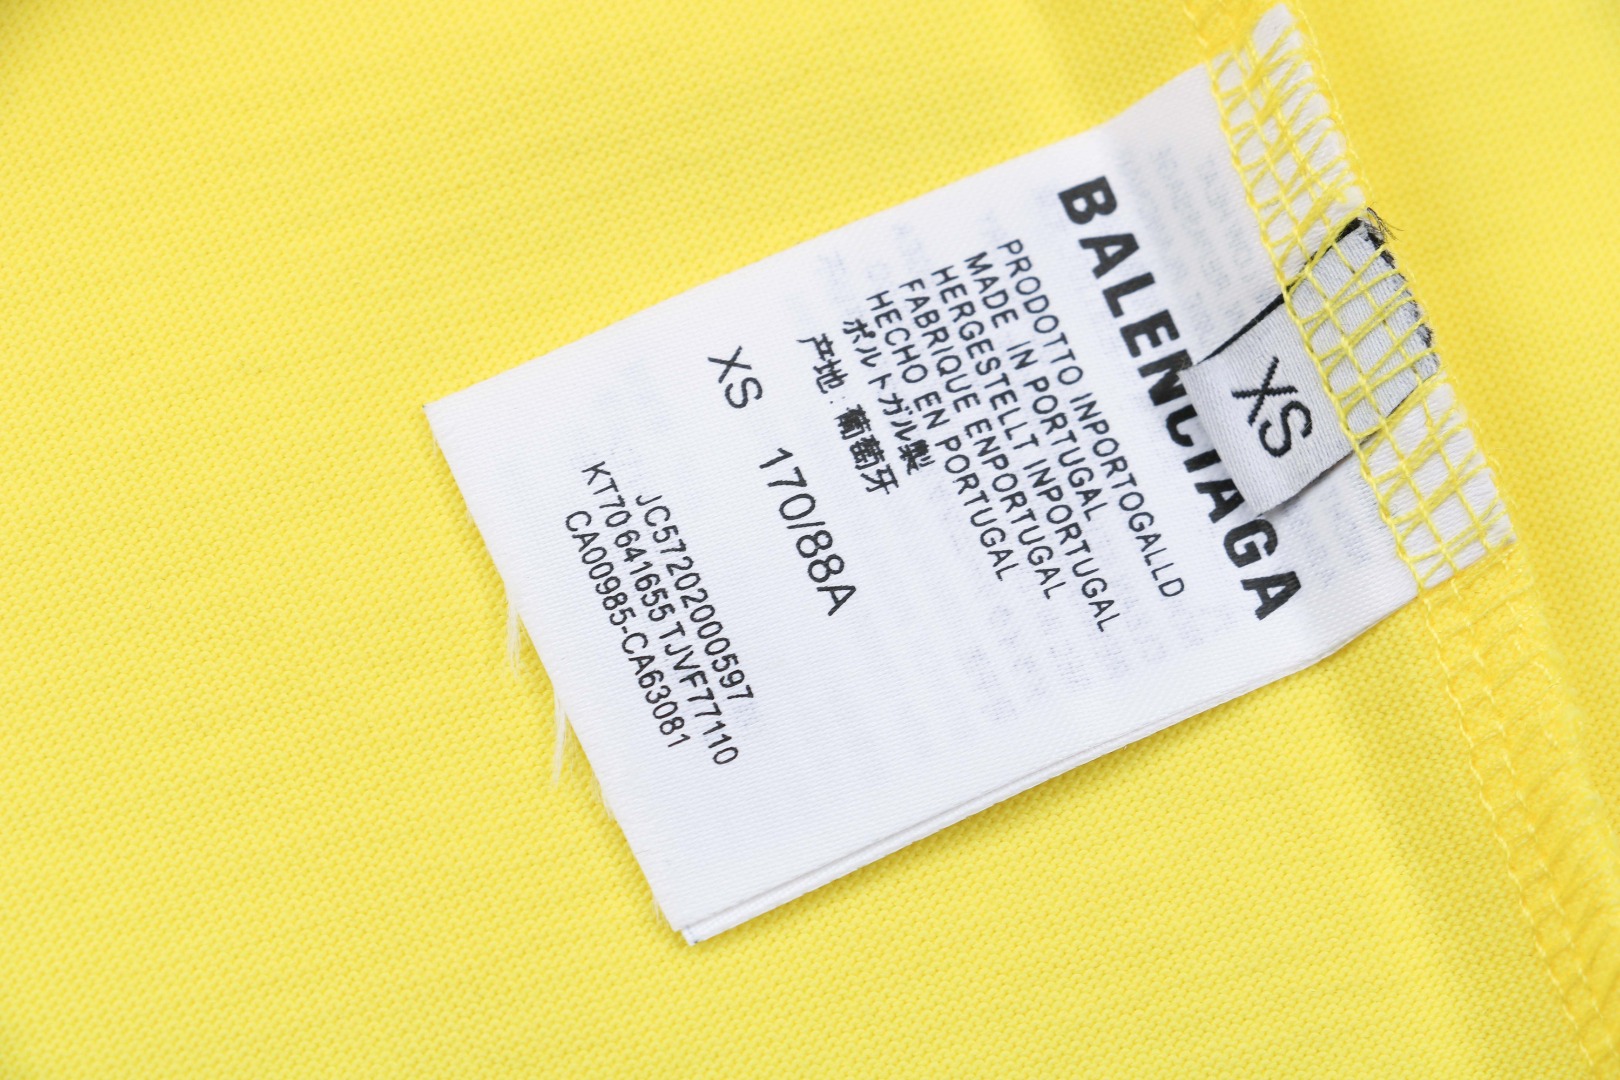 BALENCIAGA
XS
PRODOTTO INPORTOGALLD
MADE IN PORTUGAL
HERGESTELLT INPORTUGAL
FABRIQUE ENPORTUGAL
HECHO EN PORTUGAL
ポルトガル製
产地:葡萄牙
XS 170/88A
JC57202000597
KT70 641655 TJVF77110
CA00985-CA63081